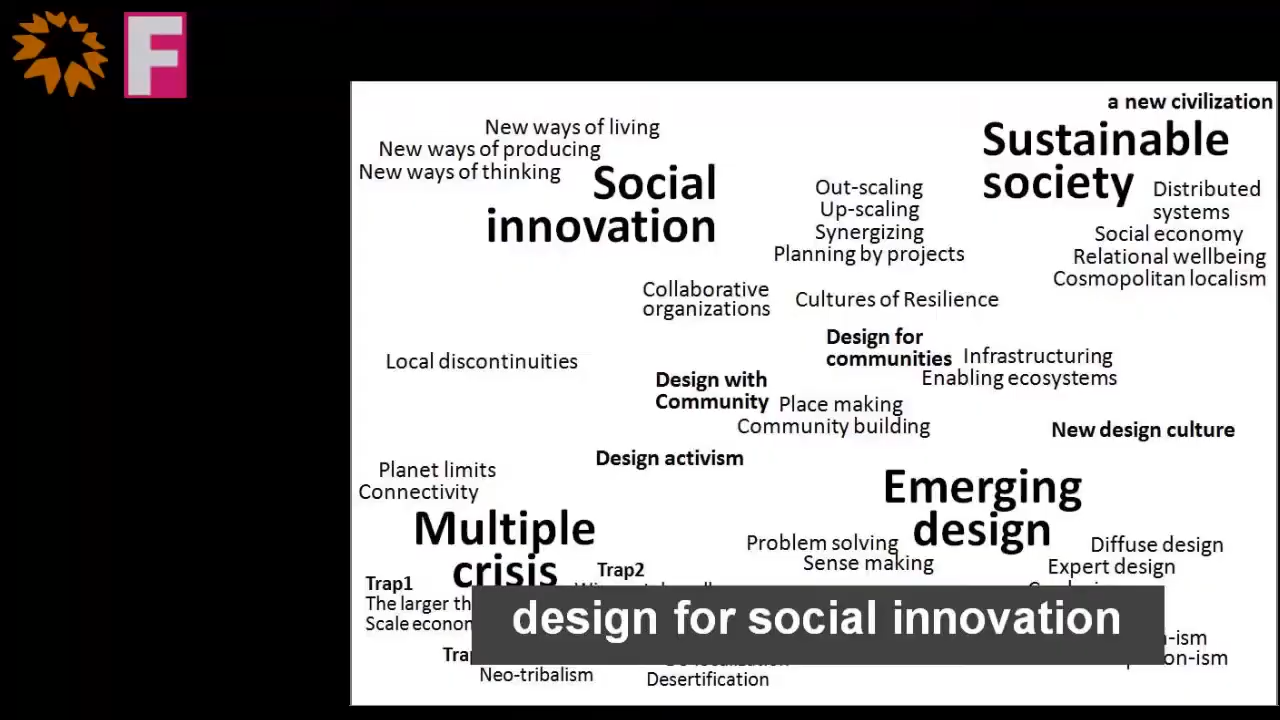 F
a new civilization
New ways of living
New ways of producing
New ways of thinking
Social
innovation
Sustainable
society
Out-scaling
Up-scaling
Synergizing
Planning by projects
Distributed
systems
Social economy
Relational wellbeing
Cosmopolitan localism
Collaborative
organizations
Cultures of Resilience
Design for
communities
Infrastructuring
Enabling ecosystems
Local discontinuities
Design with
Community
Place making
Community building
New design culture
Design activism
Planet limits
Connectivity
Multiple
crisis
Emerging
design
Problem solving
Sense making
Diffuse design
Expert design
Trap1
The larger
Scale
Trap2
design for social innovation
Neo-tribalism
Desertification